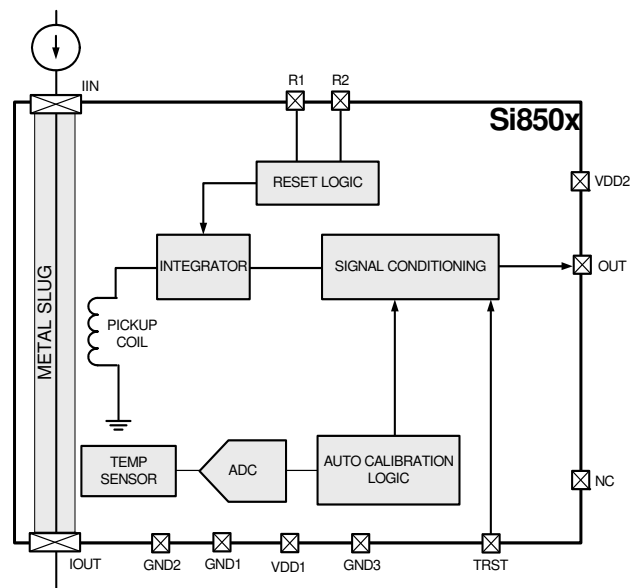 IIN
R1
R2
Si850x
RESET LOGIC
VDD2
INTEGRATOR
SIGNAL CONDITIONING
OUT
METAL SLUG
PICKUP
COIL
TEMP
SENSOR
ADC
AUTO CALIBRATION
LOGIC
NC
IOUT
GND2
GND1
VDD1
GND3
TRST